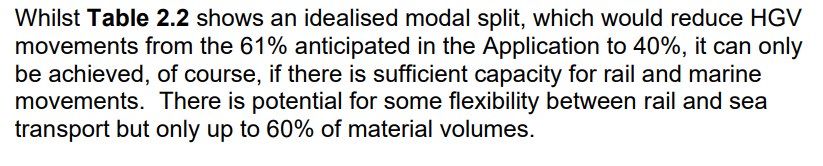 Whilst Table 2.2 shows an idealised modal split, which would reduce HGV
movements from the 61% anticipated in the Application to 40%, it can only
be achieved, of course, if there is sufficient capacity for rail and marine
movements.  There is potential for some flexibility between rail and sea
transport but only up to 60% of material volumes.